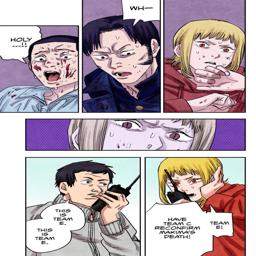 HOLY
...!!
WH—
THIS
IS TEAM
E.
THIS
IS TEAM
E.
HAVE
TEAM C
RECONFIRM
MAKIMA'S
DEATH!
TEAM
E!